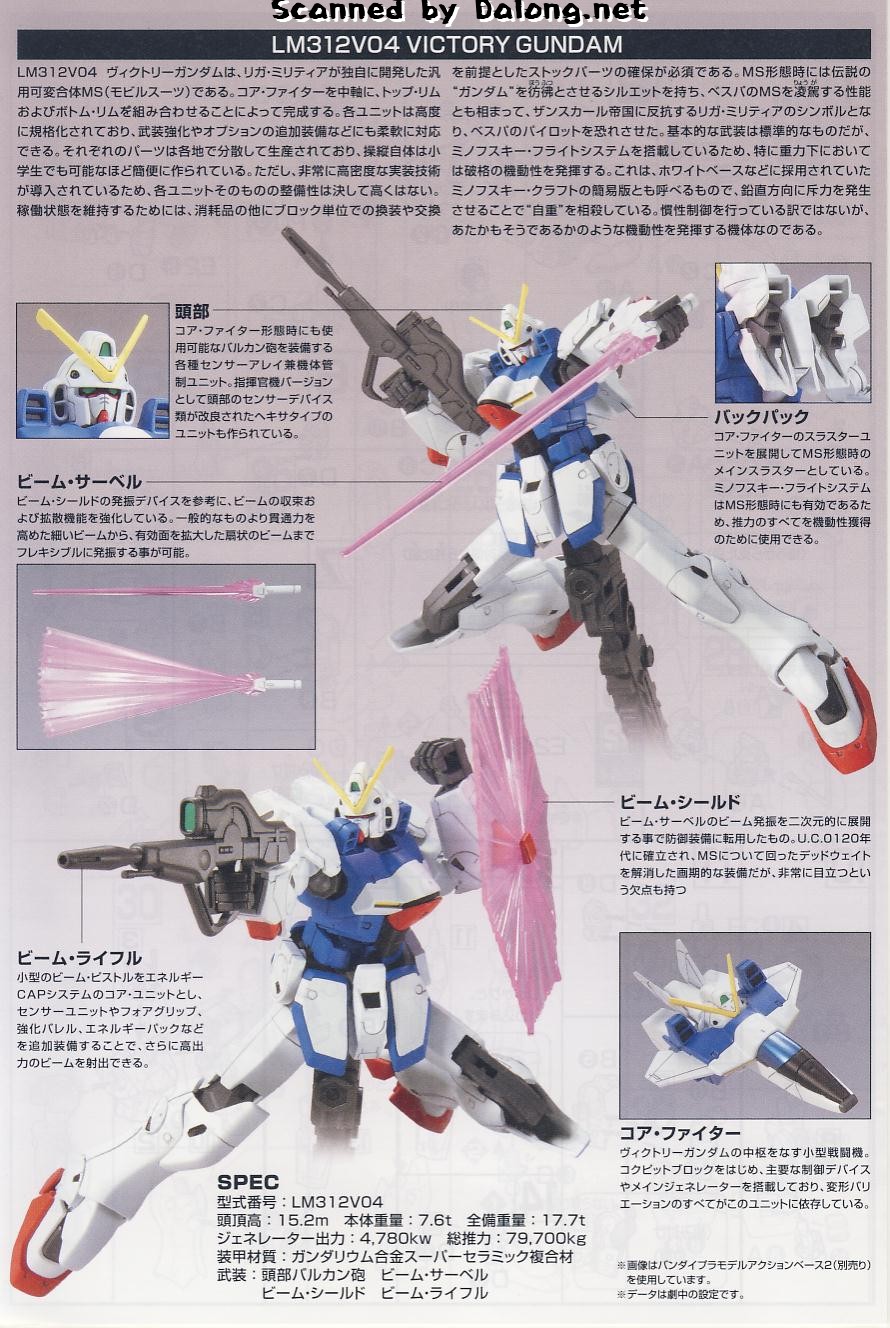 Scanned by Dalong.net
LM312V04 VICTORY GUNDAM
LM312V04 ヴィクトリーガンダムは、リガ・ミリティアが独自に開発した汎
用可変合体MS(モビルスーツ)である。コア・ファイターを中軸に、トップ・リム
およびボトム・リムを組み合わせることによって完成する。各ユニットは高度
に規格化されており、武装強化やオプションの追加装備などにも柔軟に対応
できる。それぞれのパーツは各地で分散して生産されており、操縦自体は小
学生でも可能なほど簡便に作られている。ただし、非常に高密度な実装技術
が導入されているため、各ユニットそのものの整備性は決して高くはない。
稼働状態を維持するためには、消耗品の他にブロック単位での換装や交換
を前提としたストックパーツの確保が必須である。MS形態時には伝説の
“ガンダム”を彷彿とさせるシルエットを持ち、ベスパのMSを凌駕する性能
とも相まって、ザンスカール帝国に反抗するリガ・ミリティアのシンボルとな
り、ベスパのパイロットを恐れさせた。基本的な武装は標準的なものだが、
ミノフスキー・フライトシステムを搭載しているため、特に重力下において
は破格の機動性を発揮する。これは、ホワイトベースなどに採用されていた
ミノフスキー・クラフトの簡易版とも呼べるもので、鉛直方向に斥力を発生
させることで“自重”を相殺している。慣性制御を行っている訳ではないが、
あたかもそうであるかのような機動性を発揮する機体なのである。
頭部
コア・ファイター形態時にも使
用可能なバルカン砲を装備する
各種センサーアレイ兼機体管
制ユニット。指揮官機バージョン
として頭部のセンサーデバイス
類が改良されたヘキサタイプの
ユニットも作られている。
バックパック
コア・ファイターのスラスターユ
ニットを展開してMS形態時の
メインスラスターとしている。
ミノフスキー・フライトシステム
はMS形態時にも有効であるた
め、推力のすべてを機動性獲得
のために使用できる。
ビーム・サーベル
ビーム・シールドの発振デバイスを参考に、ビームの収束お
よび拡散機能を強化している。一般的なものより貫通力を
高めた細いビームから、有効面を拡大した扇状のビームまで
フレキシブルに発振する事が可能。
ビーム・シールド
ビーム・サーベルのビーム発振を二次元的に展開
する事で防御装備に転用したもの。U.C.0120年
代に確立され、MSについて回ったデッドウェイト
を解消した画期的な装備だが、非常に目立つとい
う欠点も持つ
ビーム・ライフル
小型のビーム・ピストルをエネルギー
CAPシステムのコア・ユニットとし、
センサーユニットやフォアグリップ、
強化バレル、エネルギーパックなど
を追加装備することで、さらに高出
力のビームを射出できる。
コア・ファイター
ヴィクトリーガンダムの中枢をなす小型戦闘機。
コクピットブロックをはじめ、主要な制御デバイス
やメインジェネレーターを搭載しており、変形バリ
エーションのすべてがこのユニットに依存している。
SPEC
型式番号：LM312V04
頭頂高：15.2m 本体重量：7.6t 全備重量：17.7t
ジェネレーター出力：4,780kw 総推力：79,700kg
装甲材質：ガンダリウム合金スーパーセラミック複合材
武装：頭部バルカン砲 ビーム・サーベル
ビーム・シールド ビーム・ライフル
※画像はバンダイプラモデルアクションベース2(別売り)
を使用しています。
※データは劇中の設定です。